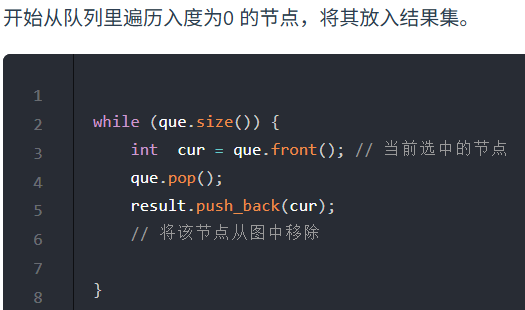 开始从队列里遍历入度为0 的节点，将其放入结果集。
1
2 while (que.size()) {
3     int  cur = que.front(); // 当前选中的节点
4     que.pop();
5     result.push_back(cur);
6     // 将该节点从图中移除
7
8 }